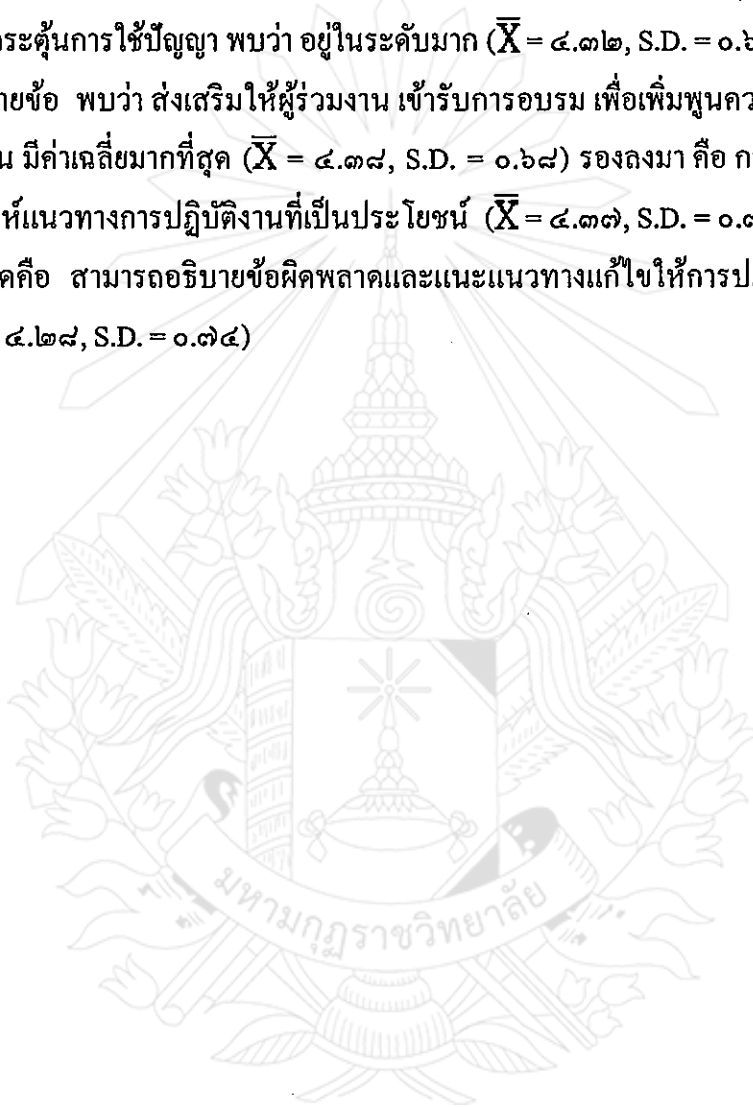 กระตุ้นการใช้ปัญญา พบว่า อยู่ในระดับมาก (X̅ = ๔.๓๒, S.D. = ๐.๖
พบว่า ส่งเสริมให้ผู้ร่วมงาน เข้ารับการอบรม เพื่อเพิ่มพูน
มีค่าเฉลี่ยมากที่สุด (X̅ = ๔.๓๘, S.D. = ๐.๖๘) รองลงมา คือ
แนวทางการปฏิบัติงานที่เป็นประโยชน์ (X̅ = ๔.๓๗, S.D. = ๐.๗
คือ สามารถอธิบายข้อผิดพลาดและแนะแนวทางแก้ไขให้การ
๔.๒๘, S.D. = ๐.๗๔)
มหามกุฏราชวิทยาลัย